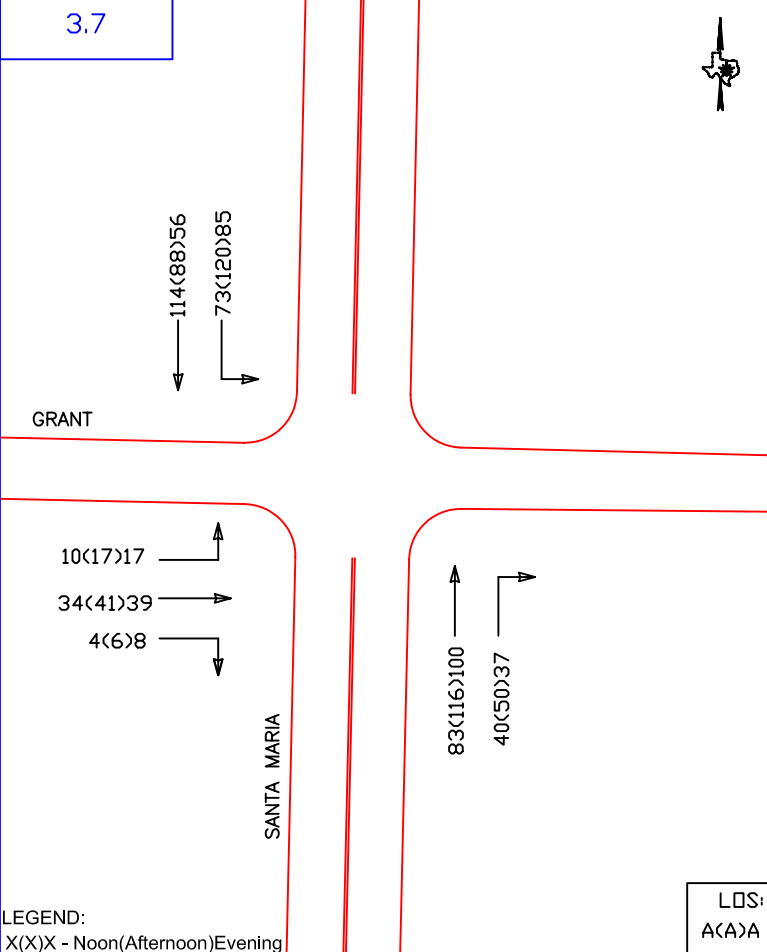 3.7
114(88)56
73(120)85
GRANT
10(17)17
34(41)39
4(6)8
83(116)100
40(50)37
SANTA MARIA
LEGEND:
X(X)X - Noon(Afternoon)Evening
LOS:
A(A)A